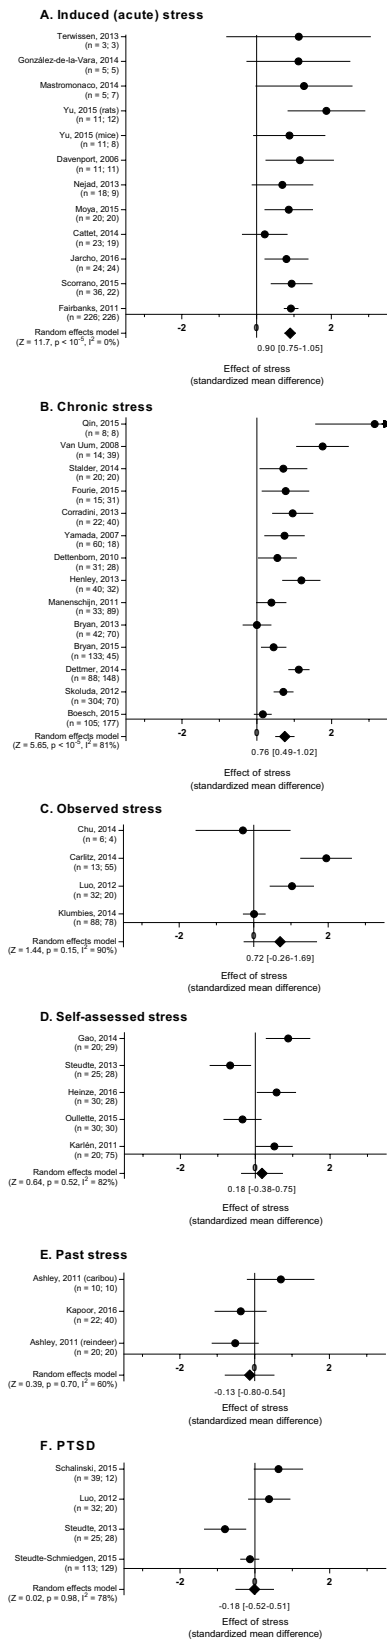 A. Induced (acute) stress
Terwissen, 2013
(n = 3; 3)
González-de-la-Vara, 2014
(n = 5; 5)
Mastromonaco, 2014
(n = 5; 7)
Yu, 2015 (rats)
(n = 11; 12)
Yu, 2015 (mice)
(n = 11; 8)
Davenport, 2006
(n = 11; 11)
Nejad, 2013
(n = 18; 9)
Moya, 2015
(n = 20; 20)
Cattet, 2014
(n = 23; 19)
Jarcho, 2016
(n = 24; 24)
Scorrano, 2015
(n = 36, 22)
Fairbanks, 2011
(n = 226; 226)
Random effects model
(Z = 11.7, p < 10-5, I2 = 0%)
-2 0 2
0.90 [0.75-1.05]
Effect of stress
(standardized mean difference)
B. Chronic stress
Qin, 2015
(n = 8; 8)
Van Uum, 2008
(n = 14; 39)
Stalder, 2014
(n = 20; 20)
Fourie, 2015
(n = 15; 31)
Corradini, 2013
(n = 22; 40)
Yamada, 2007
(n = 60; 18)
Dettenborn, 2010
(n = 31; 28)
Henley, 2013
(n = 40; 32)
Manenschijn, 2011
(n = 33; 89)
Bryan, 2013
(n = 42; 70)
Bryan, 2015
(n = 133; 45)
Dettmer, 2014
(n = 88; 148)
Skoluda, 2012
(n = 304; 70)
Boesch, 2015
(n = 105; 177)
Random effects model
(Z = 5.65, p < 10-5, I2 = 81%)
-2 0 2
0.76 [0.49-1.02]
Effect of stress
(standardized mean difference)
C. Observed stress
Chu, 2014
(n = 6; 4)
Carlitz, 2014
(n = 13; 55)
Luo, 2012
(n = 32; 20)
Klumbies, 2014
(n = 88; 78)
Random effects model
(Z = 1.44, p = 0.15, I2 = 90%)
-2 0 2
0.72 [-0.26-1.69]
Effect of stress
(standardized mean difference)
D. Self-assessed stress
Gao, 2014
(n = 20; 29)
Steudte, 2013
(n = 25; 28)
Heinze, 2016
(n = 30; 28)
Oullette, 2015
(n = 30; 30)
Karlén, 2011
(n = 20; 75)
Random effects model
(Z = 0.64, p = 0.52, I2 = 82%)
-2 0 2
0.18 [-0.38-0.75]
Effect of stress
(standardized mean difference)
E. Past stress
Ashley, 2011 (caribou)
(n = 10; 10)
Kapoor, 2016
(n = 22; 40)
Ashley, 2011 (reindeer)
(n = 20; 20)
Random effects model
(Z = 0.39, p = 0.70, I2 = 60%)
-2 0 2
-0.13 [-0.80-0.54]
Effect of stress
(standardized mean difference)
F. PTSD
Schalinski, 2015
(n = 39; 12)
Luo, 2012
(n = 32; 20)
Steudte, 2013
(n = 25; 28)
Steudte-Schmiedgen, 2015
(n = 113; 129)
Random effects model
(Z = 0.02, p = 0.98, I2 = 78%)
-2 0 2
-0.18 [-0.52-0.51]
Effect of stress
(standardized mean difference)